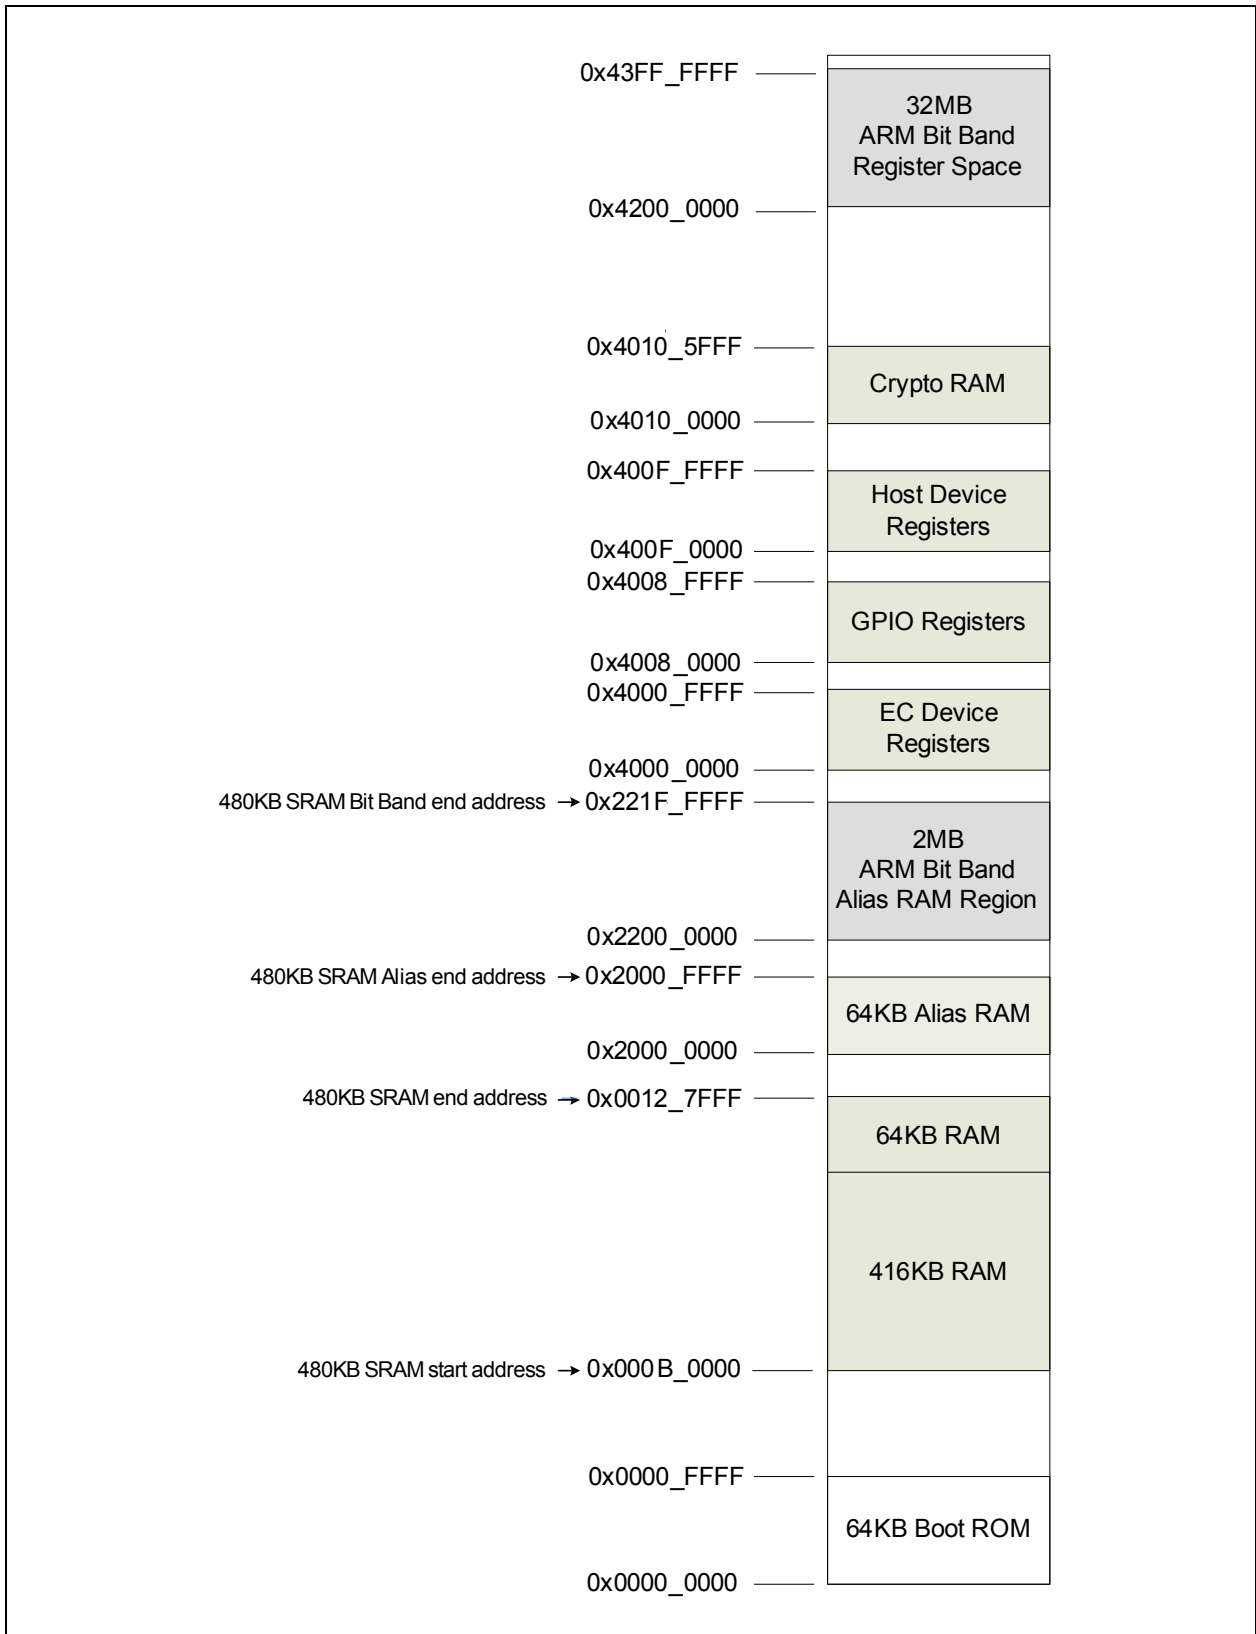 0x43FF_FFFF
32MB
ARM Bit Band
Register Space
0x4200_0000
0x4010_5FFF
Crypto RAM
0x4010_0000
0x400F_FFFF
Host Device
Registers
0x400F_0000
0x4008_FFFF
GPIO Registers
0x4008_0000
0x4000_FFFF
EC Device
Registers
0x4000_0000
480KB SRAM Bit Band end address → 0x221F_FFFF
2MB
ARM Bit Band
Alias RAM Region
0x2200_0000
480KB SRAM Alias end address → 0x2000_FFFF
64KB Alias RAM
0x2000_0000
480KB SRAM end address → 0x0012_7FFF
64KB RAM
416KB RAM
480KB SRAM start address → 0x000B_0000
0x0000_FFFF
64KB Boot ROM
0x0000_0000